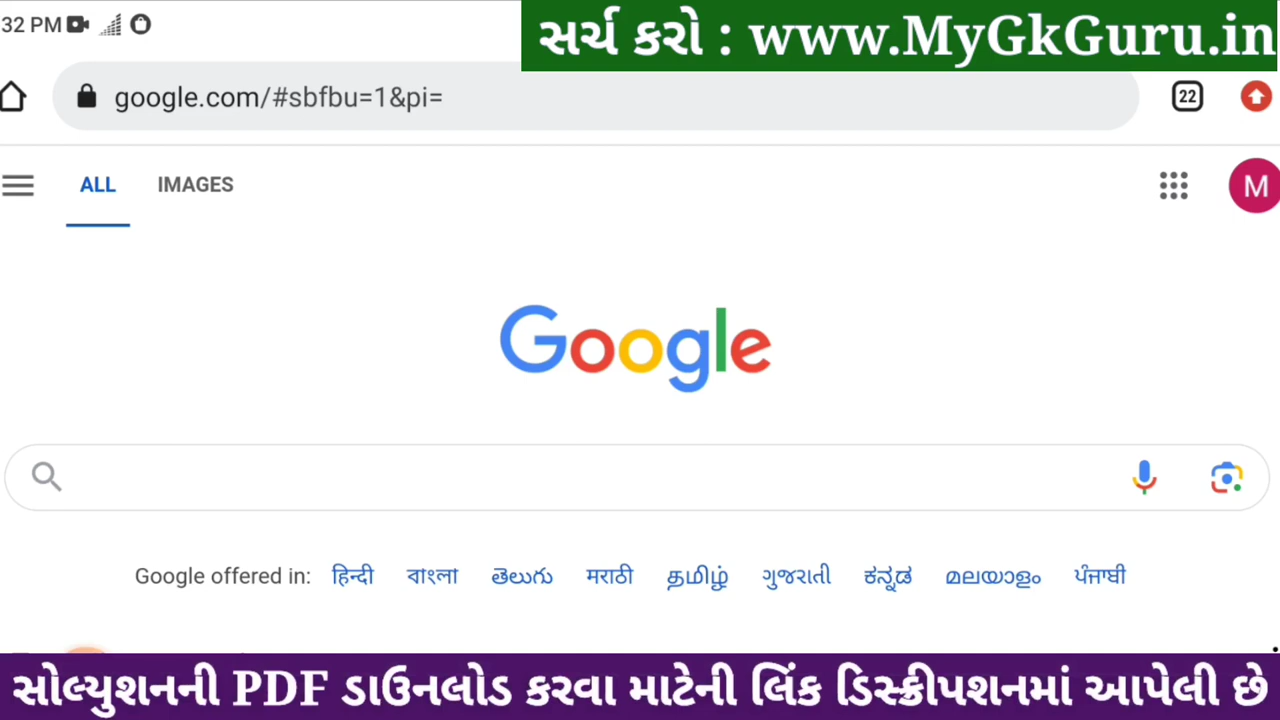 32 PM
સર્ચ કરો : www.MyGkGuru.in
google.com/#sbfbu=1&pi=
22
ALL IMAGES
M
Google
Google offered in: हिन्दी বাংলা తెలుగు मराठी தமிழ் ગુજરાતી ಕನ್ನಡ മലയാളം ਪੰਜਾਬੀ
સોલ્યુશનની PDF ડાઉનલોડ કરવા માટેની લિંક ડિસ્ક્રીપશનમાં આપેલી છે